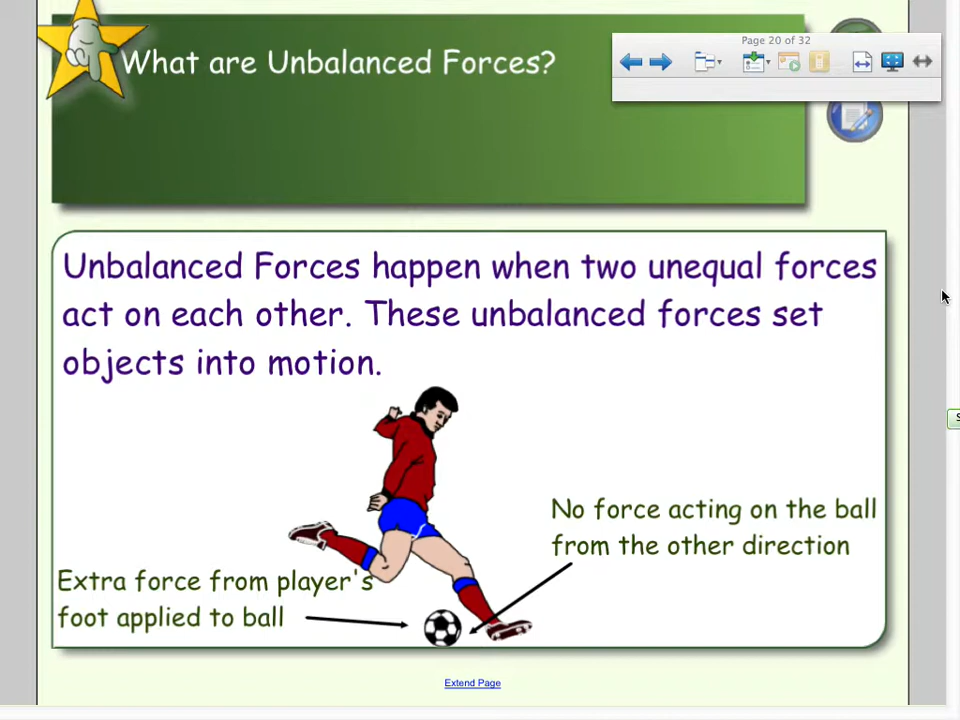 What are Unbalanced Forces?
Page 20 of 32
Unbalanced Forces happen when two unequal forces
act on each other. These unbalanced forces set
objects into motion.
No force acting on the ball
from the other direction
Extra force from player's
foot applied to ball
Extend Page